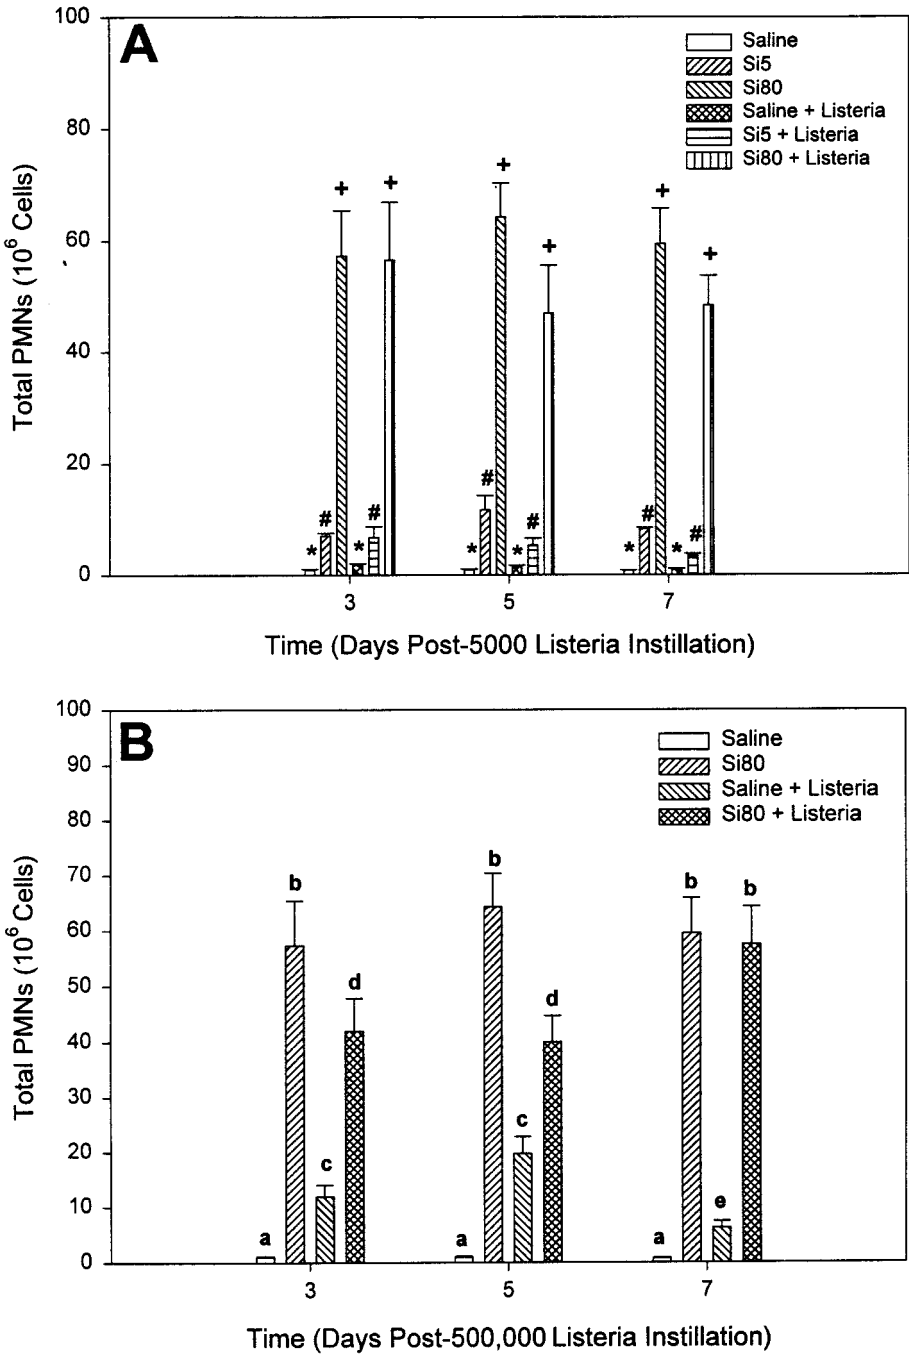 A
100
80
60
40
20
0
Total PMNs (10⁶ Cells)
Saline
Si5
Si80
Saline + Listeria
Si5 + Listeria
Si80 + Listeria
+ + + + + +
* # * # * # * # * # * #
3 5 7
Time (Days Post-5000 Listeria Instillation)
B
100
90
80
70
60
50
40
30
20
10
0
Total PMNs (10⁶ Cells)
Saline
Si80
Saline + Listeria
Si80 + Listeria
a b c d a b c d a b e b
3 5 7
Time (Days Post-500,000 Listeria Instillation)